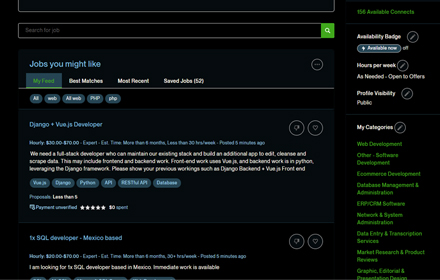 156 Available Connects
Search for job
Availability Badge
Available now
off
Hours per week
As Needed - Open to Offers
Profile Visibility
Public
My Categories
Web Development
Other - Software
Development
Ecommerce Development
Database Management &
Administration
ERP/CRM Software
Network & System
Administration
Data Entry & Transcription
Services
Market Research & Product
Reviews
Graphic, Editorial &
Presentation Design
Jobs you might like
My Feed
Best Matches
Most Recent
Saved Jobs (52)
All
web
All web
PHP
php
Django + Vue.js Developer
Hourly: $30.00-$70.00 - Expert - Est. Time: More than 6 months, Less than 30 hrs/week - Posted 5 minutes ago
We need a full-stack developer who can maintain our existing stack and build an additional app to edit, cleanse and
scrape data. This may include frontend and backend work. Front-end work uses Vue.js, and backend work is in python,
leveraging the Django framework. Please show your previous workings such as Django Backend + Vue.js Front end
Vue.js
Django
Python
API
RESTful API
Database
Proposals: Less than 5
Payment unverified
$0 spent
1x SQL developer - Mexico based
Hourly: $20.00-$00.00 - Expert - Est. Time: More than 6 months, 30+ hrs/week - Posted 5 minutes ago
I am looking for 1x SQL developer based in Mexico. Immediate work is available